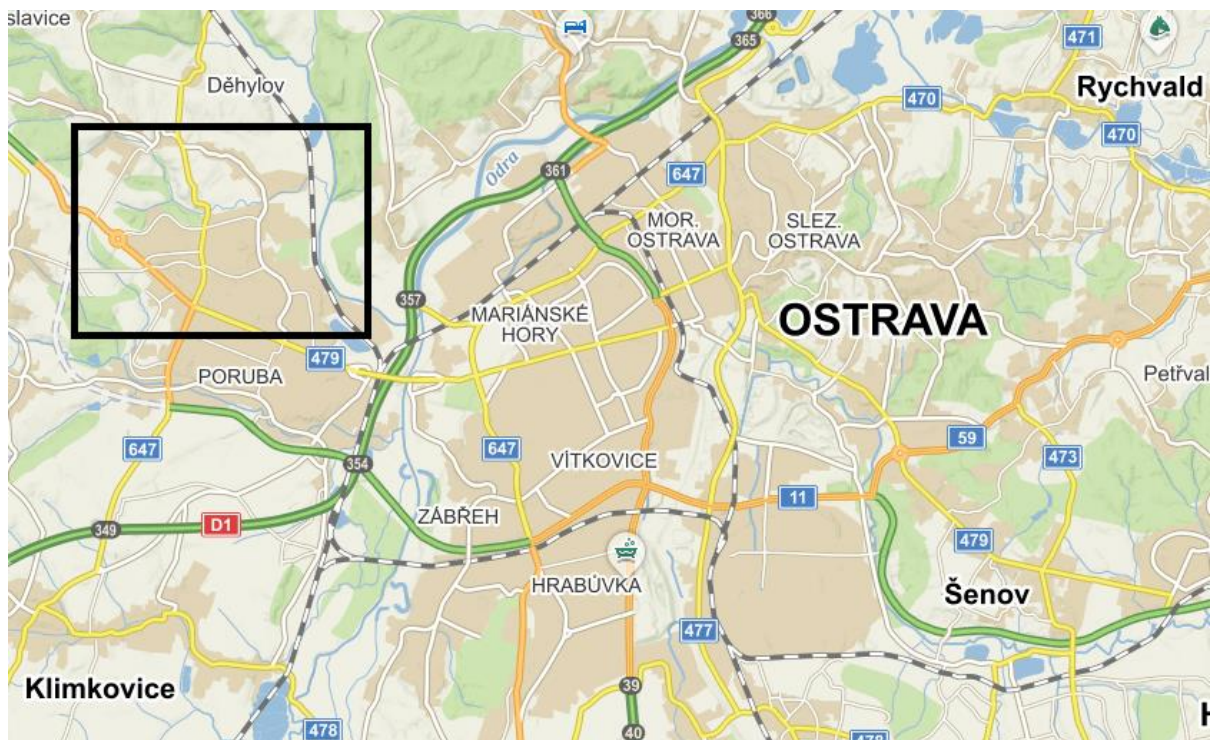 slavice
Děhylov
366
365
471
Rychvald
470
470
Odra
361
647
MOR.
OSTRAVA
SLEZ.
OSTRAVA
357
MARIÁNSKÉ
HORY
OSTRAVA
479
PORUBA
Petřval
647
647
59
473
354
VÍTKOVICE
11
349
D1
ZÁBŘEH
479
HRABŮVKA
Šenov
477
Klimkovice
39
478
40
478
H